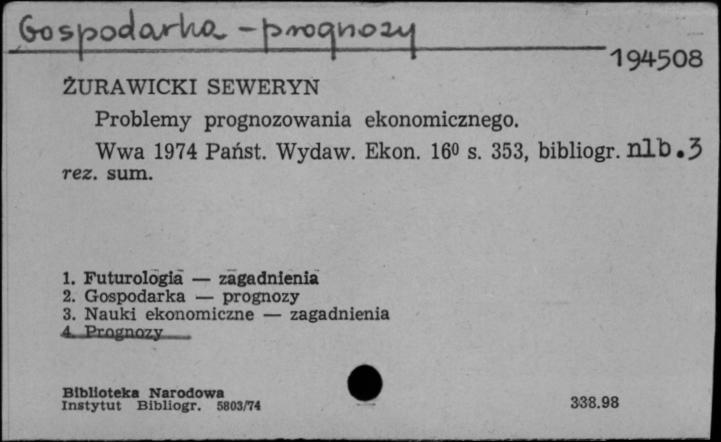 Gospodarka - prognozy
194508
ŻURAWICKI SEWERYN
Problemy prognozowania ekonomicznego.
Wwa 1974 Państ. Wydaw. Ekon. 16⁰ s. 353, bibliogr. nlb. 3
rez. sum.
1. Futurologia — zagadnienia
2. Gospodarka — prognozy
3. Nauki ekonomiczne — zagadnienia
4. Prognozy
Biblioteka Narodowa
Instytut Bibliogr. 5803/74
338.98